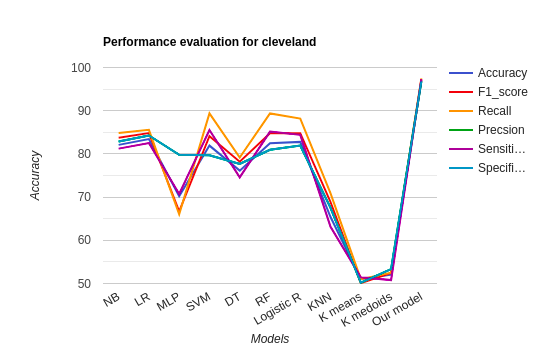 Performance evaluation for cleveland
100
90
80
70
60
50
Accuracy
NB
LR
MLP
SVM
DT
RF
Logistic R
KNN
K means
K medoids
Our model
Models
Accuracy
F1_score
Recall
Precsion
Sensiti...
Specifi...